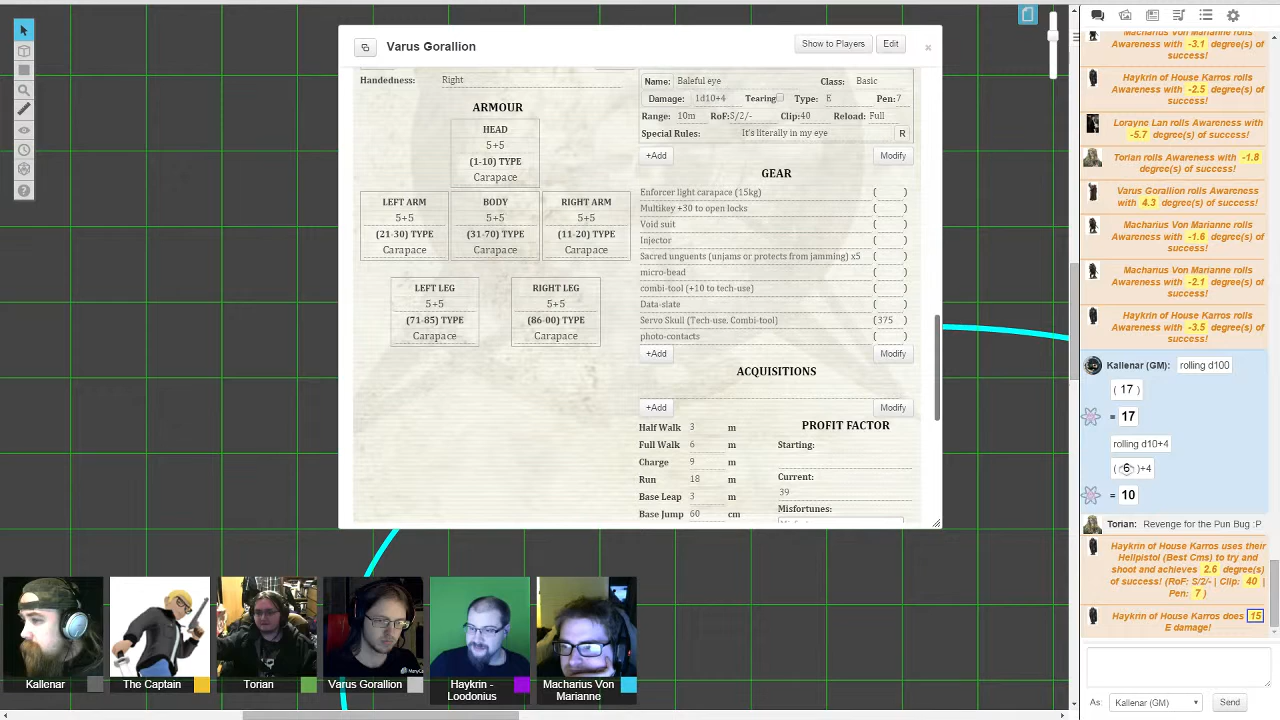 Varus Gorallion
Show to Players
Edit
×
Handedness: Right
ARMOUR
HEAD
5+5
(1-10) TYPE
Carapace
LEFT ARM
5+5
(21-30) TYPE
Carapace
BODY
5+5
(31-70) TYPE
Carapace
RIGHT ARM
5+5
(11-20) TYPE
Carapace
LEFT LEG
5+5
(71-85) TYPE
Carapace
RIGHT LEG
5+5
(86-00) TYPE
Carapace
Name: Baleful eye Class: Basic
Damage: 1d10+4 Tearing Type: E Pen: 7
Range: 10m RoF: S/2/- Clip: 40 Reload: Full
Special Rules: It's literally in my eye R
+Add Modify
GEAR
Enforcer light carapace (15kg) ( )
Multikey +30 to open locks ( )
Void suit ( )
Injector ( )
Sacred unguents (unjams or protects from jamming) x5 ( )
micro-bead ( )
combi-tool (+10 to tech-use) ( )
Data-slate ( )
Servo Skull (Tech-use, Combi-tool) (375 )
photo-contacts ( )
+Add Modify
ACQUISITIONS
+Add Modify
Half Walk 3 m
Full Walk 6 m
Charge 9 m
Run 18 m
Base Leap 3 m
Base Jump 60 cm
PROFIT FACTOR
Starting:
Current:
39
Misfortunes:
Macharius Von Marianne rolls
Awareness with -3.1 degree(s) of
success!
Haykrin of House Karros rolls
Awareness with -2.5 degree(s) of
success!
Lorayne Lan rolls Awareness with
-5.7 degree(s) of success!
Torian rolls Awareness with -1.8
degree(s) of success!
Varus Gorallion rolls Awareness
with 4.3 degree(s) of success!
Macharius Von Marianne rolls
Awareness with -1.6 degree(s) of
success!
Macharius Von Marianne rolls
Awareness with -2.1 degree(s) of
success!
Haykrin of House Karros rolls
Awareness with -3.5 degree(s) of
success!
Kallenar (GM): rolling d100
( 17 )
= 17
rolling d10+4
( 6 )+4
= 10
Torian: Revenge for the Pun Bug :P
Haykrin of House Karros uses their
Hellpistol (Best Cms) to try and
shoot and achieves 2.6 degree(s)
of success! (RoF: S/2/- | Clip: 40 |
Pen: 7 )
Haykrin of House Karros does 15
E damage!
As: Kallenar (GM) Send
Kallenar
The Captain
Torian
Varus Gorallion
Haykrin -
Loodonius
Macharius Von
Marianne